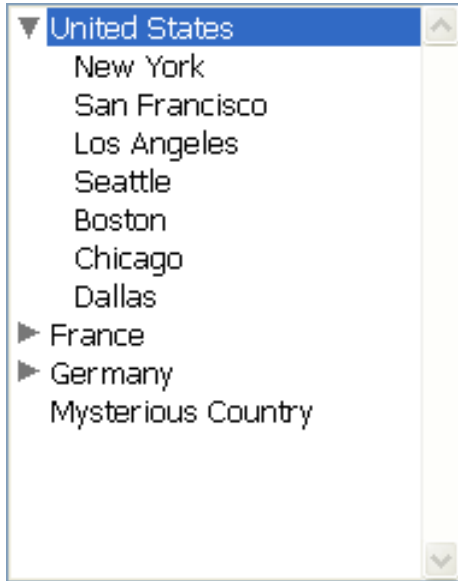 United States
New York
San Francisco
Los Angeles
Seattle
Boston
Chicago
Dallas
France
Germany
Mysterious Country